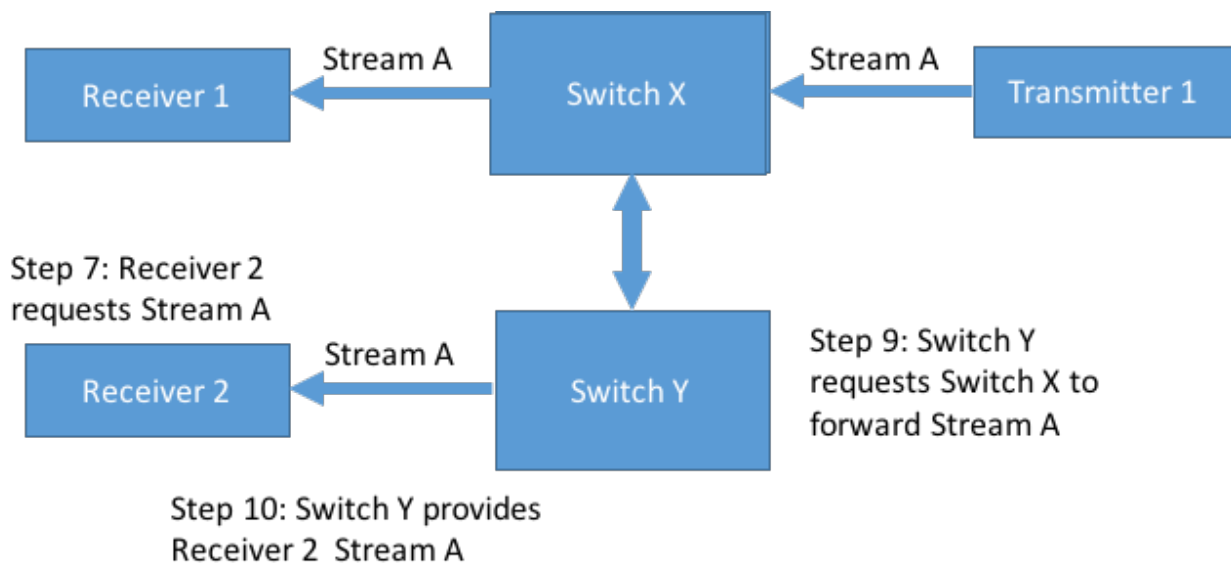 Stream A
Stream A
Receiver 1
Switch X
Transmitter 1
Step 7: Receiver 2
requests Stream A
Stream A
Receiver 2
Switch Y
Step 9: Switch Y
requests Switch X to
forward Stream A
Step 10: Switch Y provides
Receiver 2 Stream A